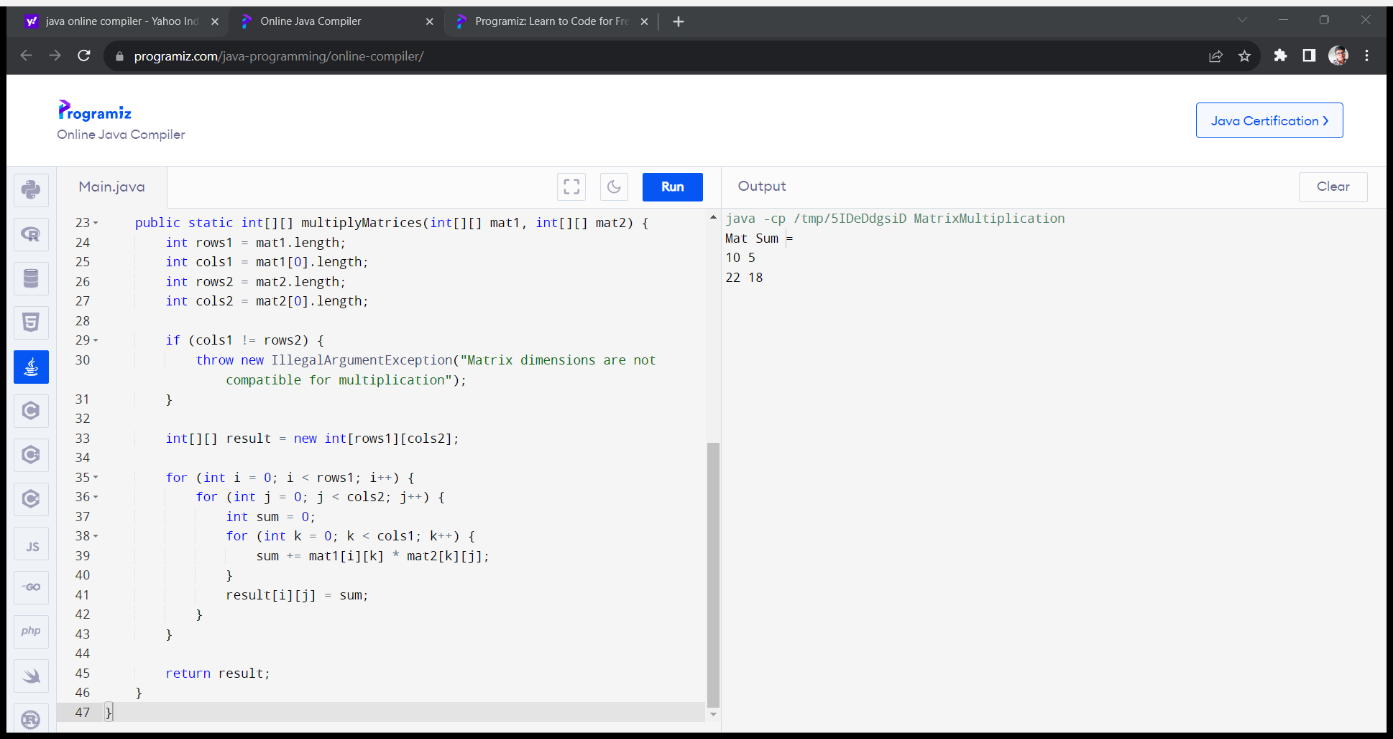 java online compiler - Yahoo Ind
Online Java Compiler
Programiz: Learn to Code for Fre
programiz.com/java-programming/online-compiler/
Programiz
Online Java Compiler
Java Certification
Main.java
Run
Output
Clear
23 public static int[][] multiplyMatrices(int[][] mat1, int[][] mat2) {
24 int rows1 = mat1.length;
25 int cols1 = mat1[0].length;
26 int rows2 = mat2.length;
27 int cols2 = mat2[0].length;
28
29 if (cols1 != rows2) {
30 throw new IllegalArgumentException("Matrix dimensions are not
compatible for multiplication");
31 }
32
33 int[][] result = new int[rows1][cols2];
34
35 for (int i = 0; i < rows1; i++) {
36 for (int j = 0; j < cols2; j++) {
37 int sum = 0;
38 for (int k = 0; k < cols1; k++) {
39 sum += mat1[i][k] * mat2[k][j];
40 }
41 result[i][j] = sum;
42 }
43 }
44
45 return result;
46 }
47 }
java -cp /tmp/5IDeDdgsiD MatrixMultiplication
Mat Sum =
10 5
22 18
R
5
C
C
C
JS
GO
php
R